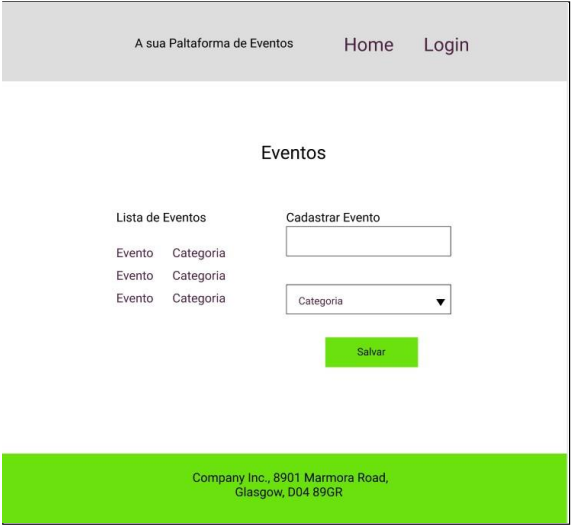 A sua Paltaforma de Eventos
Home
Login
Eventos
Lista de Eventos
Evento Categoria
Evento Categoria
Evento Categoria
Cadastrar Evento
Categoria
Salvar
Company Inc., 8901 Marmora Road,
Glasgow, D04 89GR